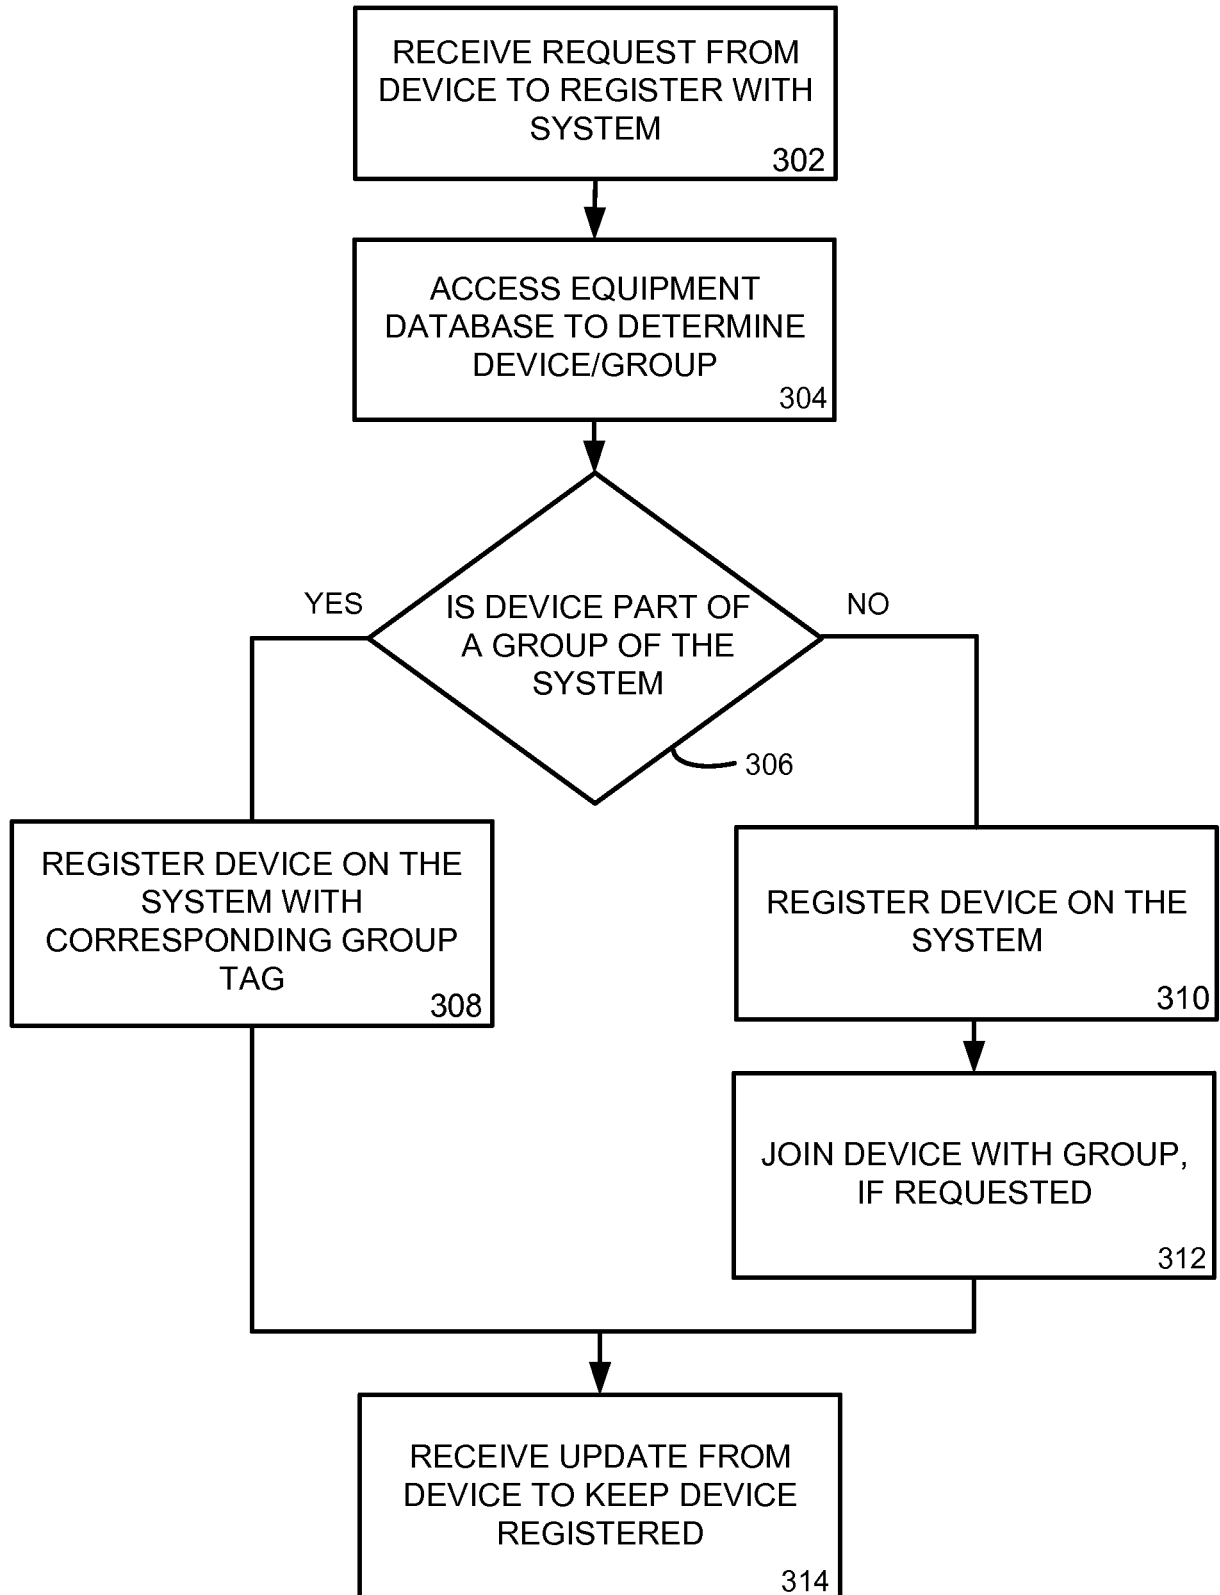 RECEIVE REQUEST FROM
DEVICE TO REGISTER WITH
SYSTEM
302
ACCESS EQUIPMENT
DATABASE TO DETERMINE
DEVICE/GROUP
304
YES
IS DEVICE PART OF
A GROUP OF THE
SYSTEM
NO
306
REGISTER DEVICE ON THE
SYSTEM WITH
CORRESPONDING GROUP
TAG
308
REGISTER DEVICE ON THE
SYSTEM
310
JOIN DEVICE WITH GROUP,
IF REQUESTED
312
RECEIVE UPDATE FROM
DEVICE TO KEEP DEVICE
REGISTERED
314